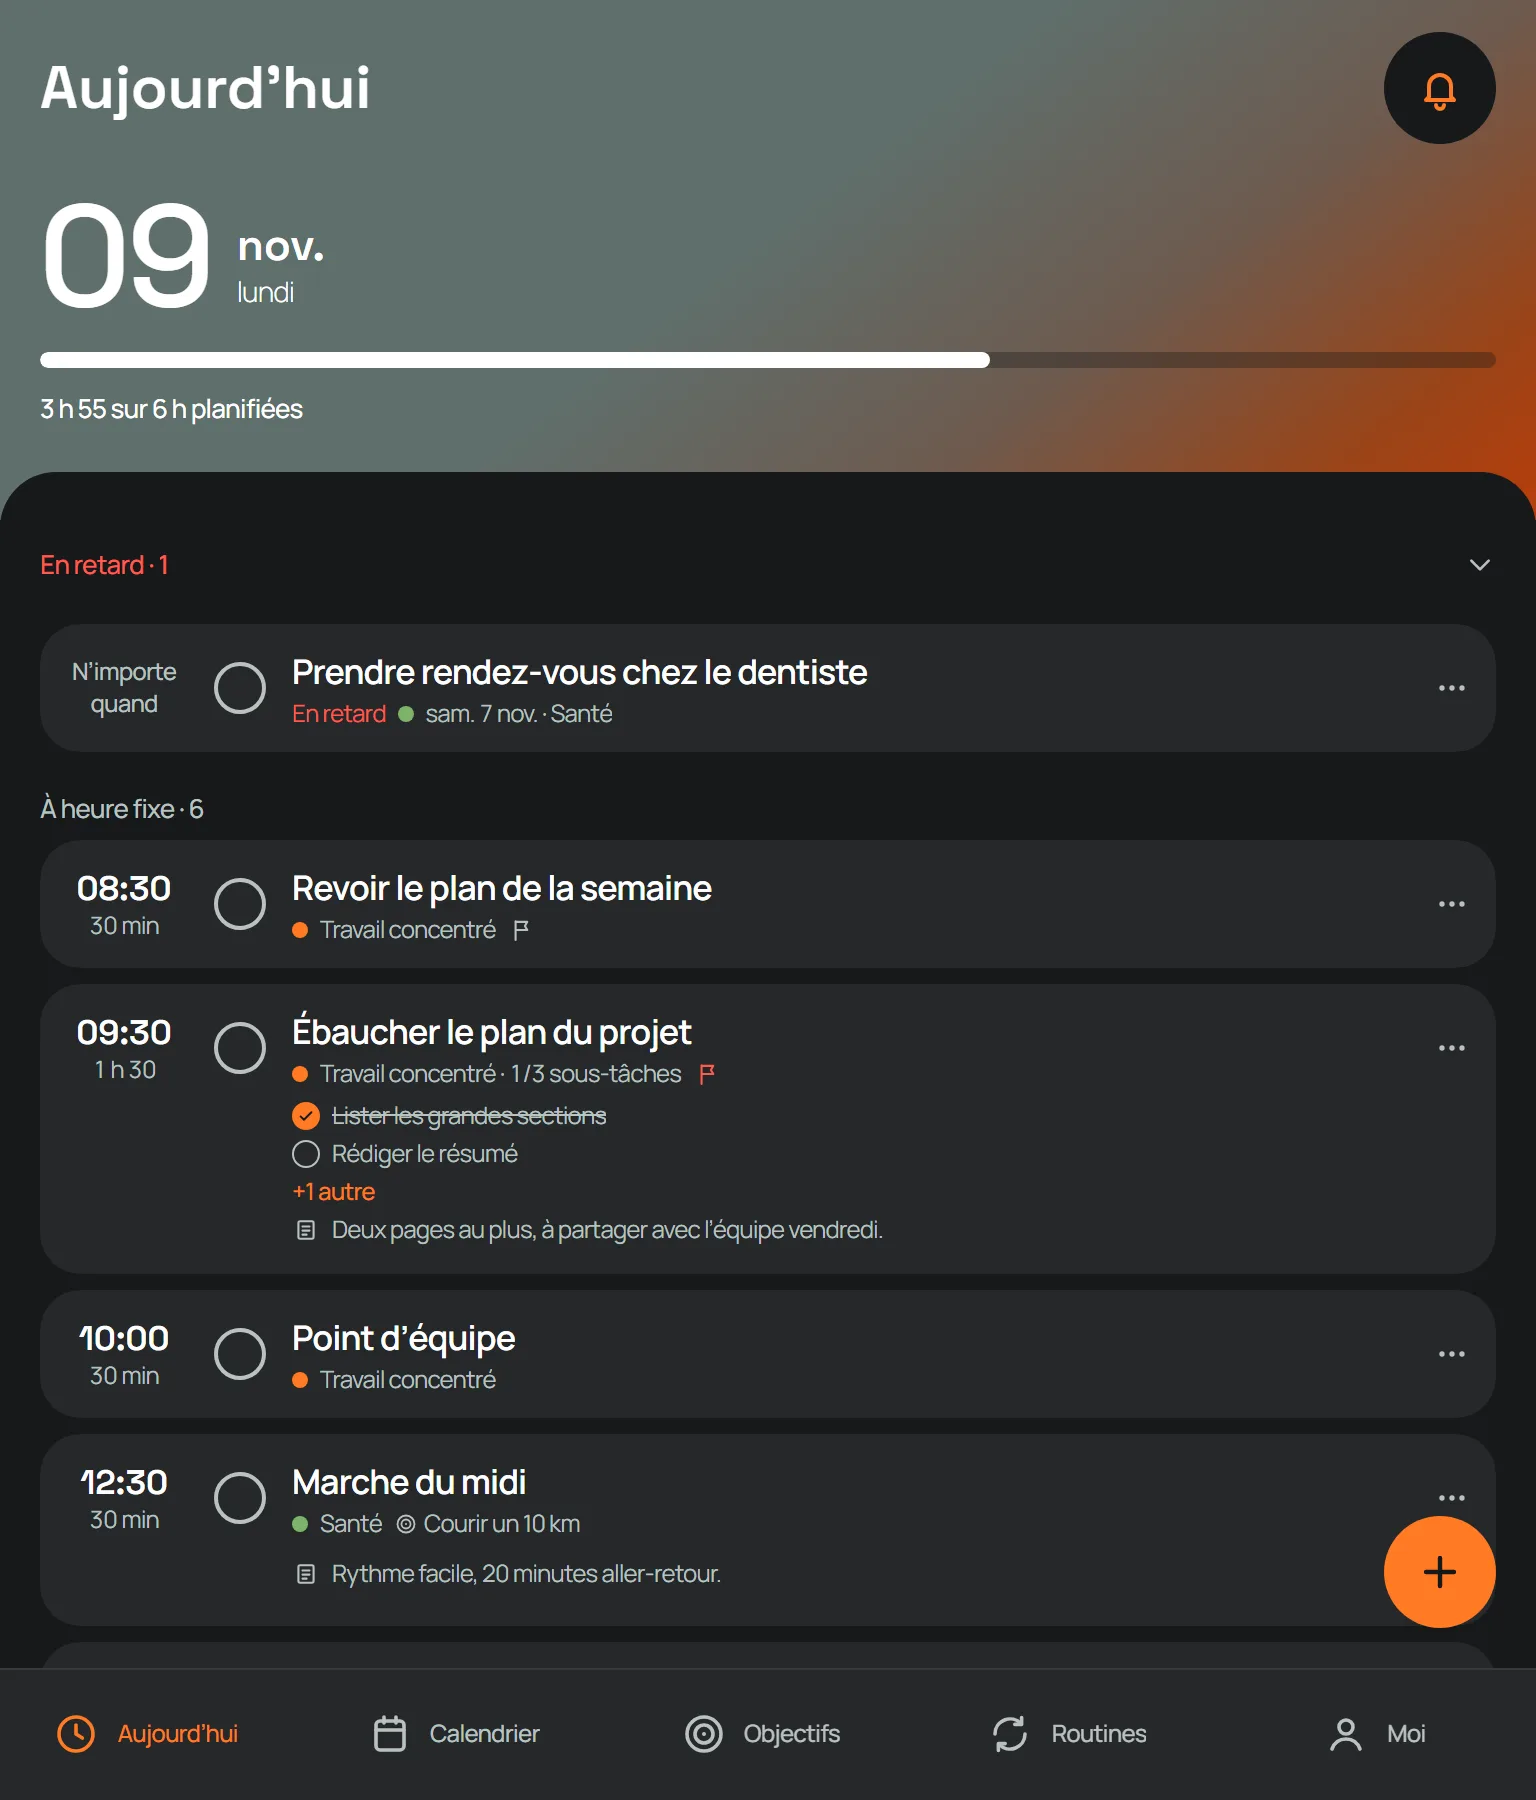 Aujourd’hui
09 nov.
lundi
3 h 55 sur 6 h planifiées
En retard · 1
N’importe quand
Prendre rendez-vous chez le dentiste
En retard sam. 7 nov. · Santé
À heure fixe · 6
08:30
30 min
Revoir le plan de la semaine
Travail concentré
09:30
1 h 30
Ébaucher le plan du projet
Travail concentré · 1/3 sous-tâches
Lister les grandes sections
Rédiger le résumé
+1 autre
Deux pages au plus, à partager avec l’équipe vendredi.
10:00
30 min
Point d’équipe
Travail concentré
12:30
30 min
Marche du midi
Santé Courir un 10 km
Rythme facile, 20 minutes aller-retour.
Aujourd’hui
Calendrier
Objectifs
Routines
Moi